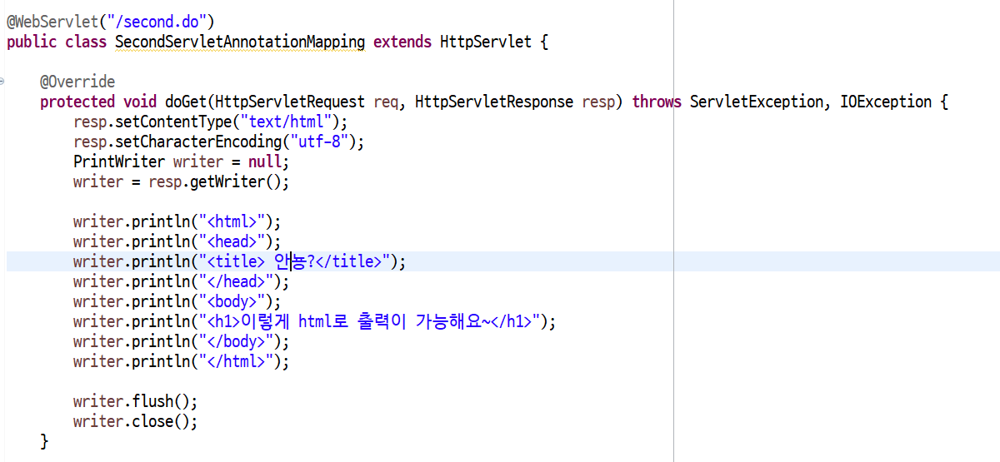 @WebServlet("/second.do")
public class SecondServletAnnotationMapping extends HttpServlet {
@Override
protected void doGet(HttpServletRequest req, HttpServletResponse resp) throws ServletException, IOException {
resp.setContentType("text/html");
resp.setCharacterEncoding("utf-8");
PrintWriter writer = null;
writer = resp.getWriter();
writer.println("<html>");
writer.println("<head>");
writer.println("<title> 안뇽?</title>");
writer.println("</head>");
writer.println("<body>");
writer.println("<h1>이렇게 html로 출력이 가능해요~</h1>");
writer.println("</body>");
writer.println("</html>");
writer.flush();
writer.close();
}